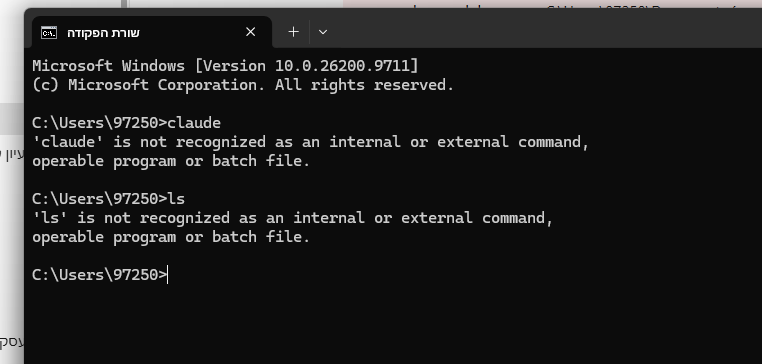 שורת הפקודה
Microsoft Windows [Version 10.0.26200.9711]
(c) Microsoft Corporation. All rights reserved.
C:\Users\97250>claude
'claude' is not recognized as an internal or external command,
operable program or batch file.
C:\Users\97250>ls
'ls' is not recognized as an internal or external command,
operable program or batch file.
C:\Users\97250>